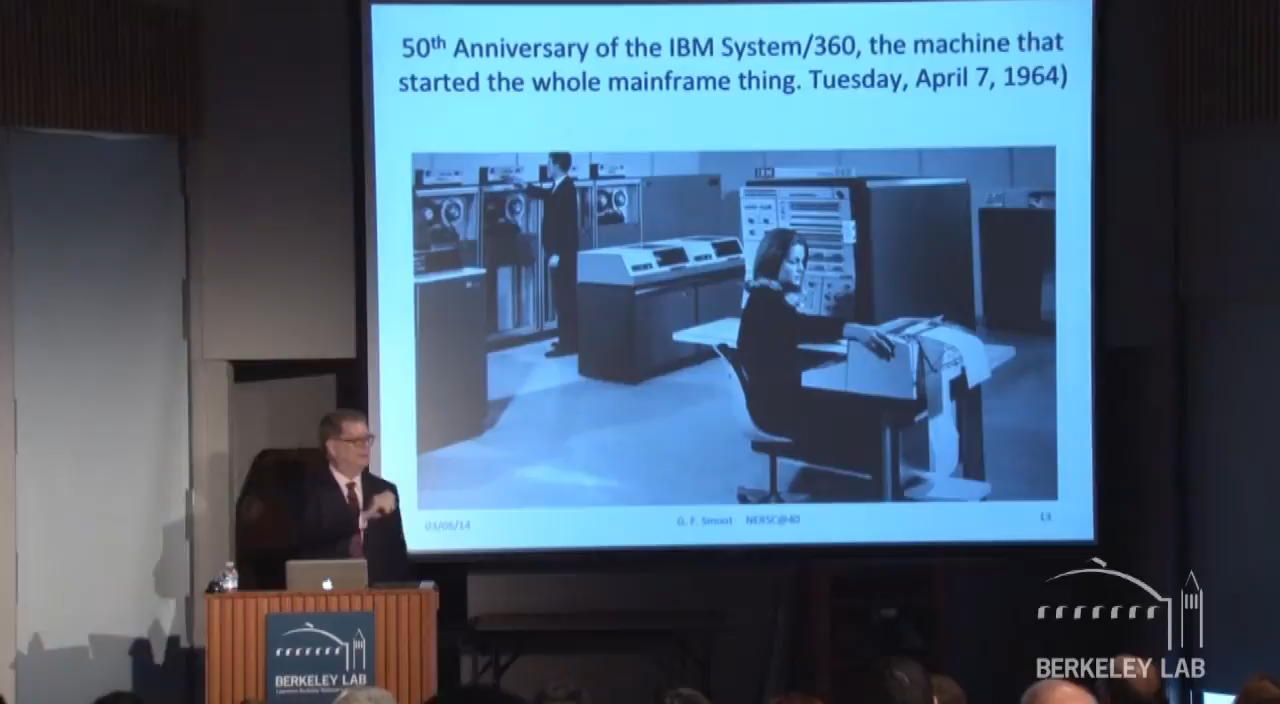 50th Anniversary of the IBM System/360, the machine that
started the whole mainframe thing. Tuesday, April 7, 1964)
IBM
03/06/14
G. F. Smoot NERSC@40
13
BERKELEY LAB
BERKELEY LAB